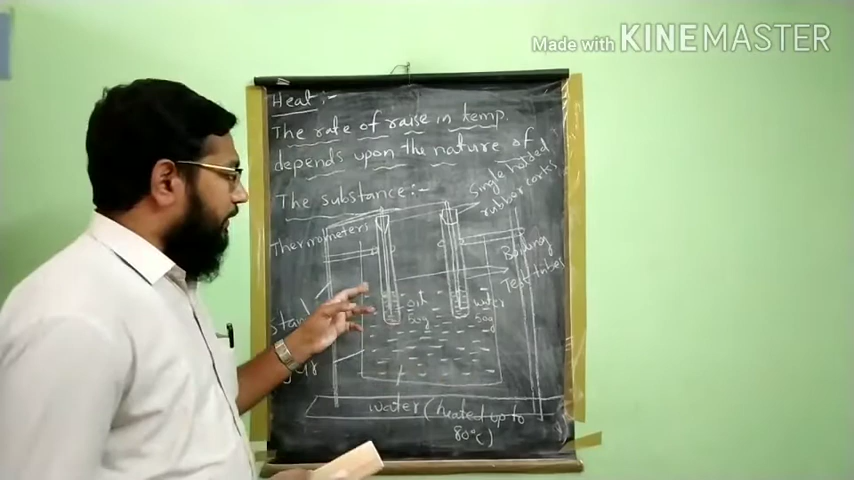 Made with KINEMASTER
Heat :-
The rate of raise in temp.
depends upon the nature of
The substance :-
Single holded
rubber corks
Thermometers
Boiling
Test tubes
oil
50g
water
50g
water (heated up to
80°C)